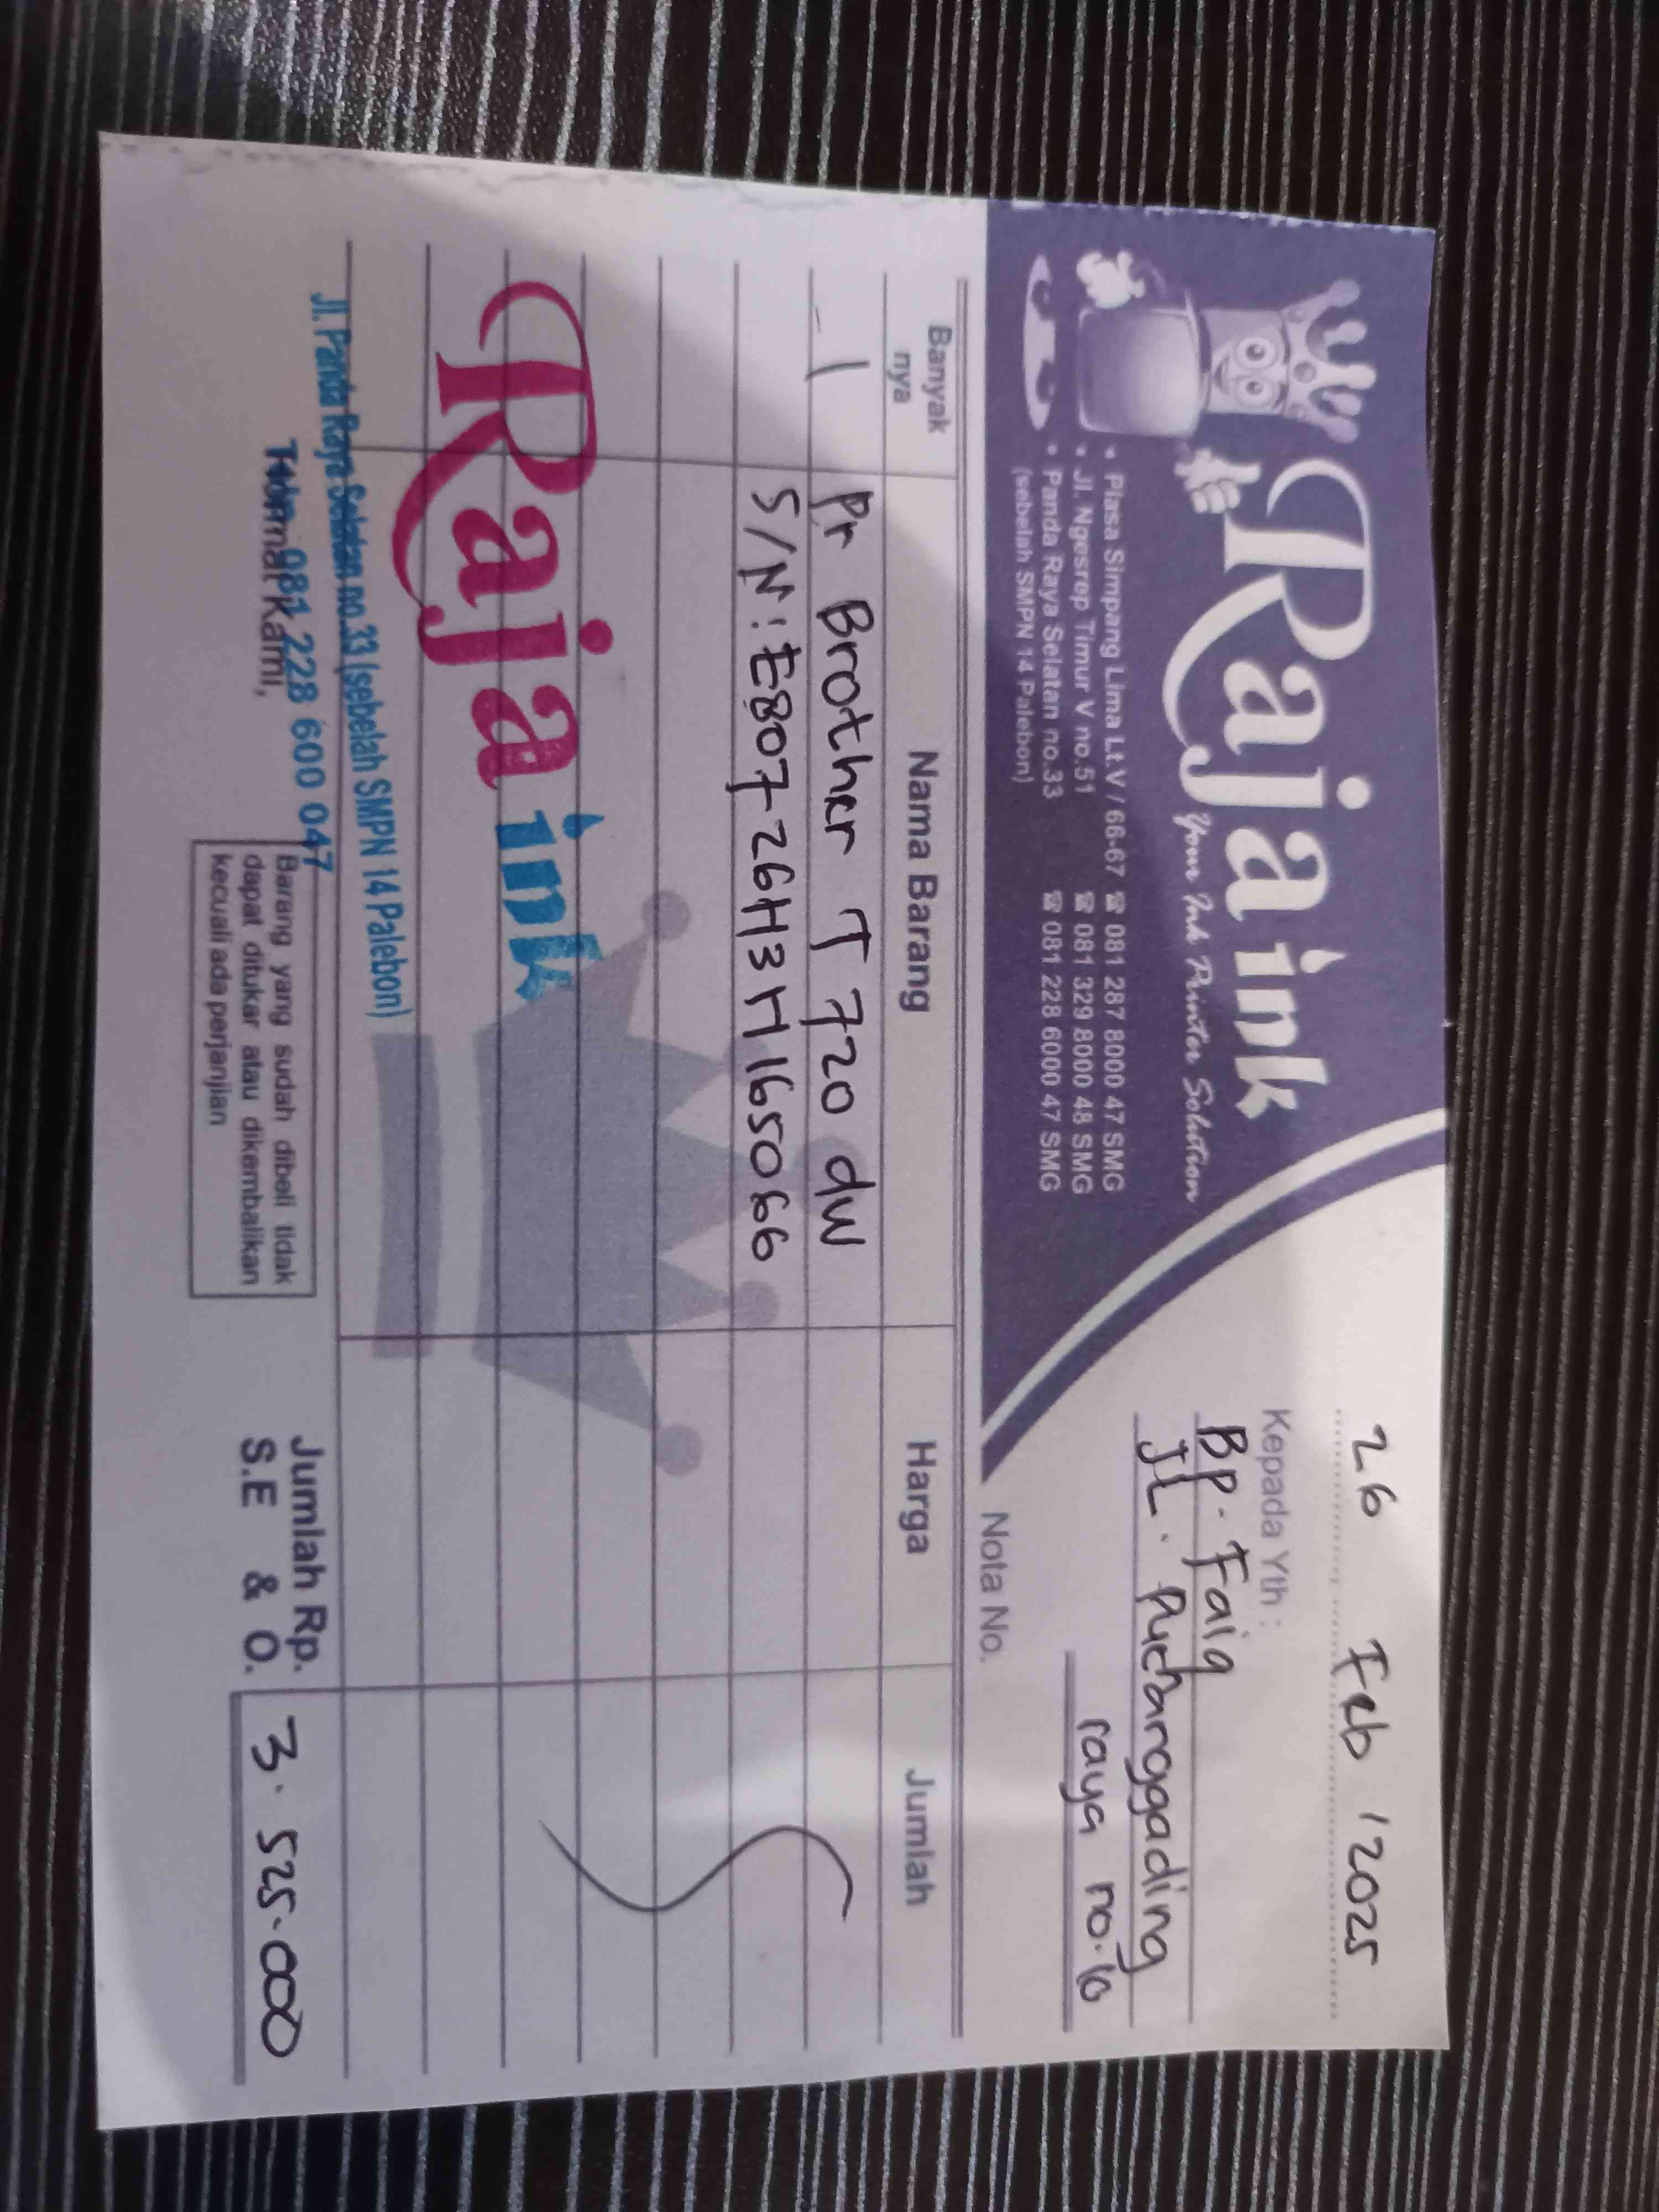 Raja ink
Your Ink Printer Solution
• Plasa Simpang Lima Lt.V / 66-67 ☎ 081 287 8000 47 SMG
• Jl. Ngesrep Timur V no.51 ☎ 081 329 8000 48 SMG
• Panda Raya Selatan no.33 ☎ 081 228 6000 47 SMG
(sebelah SMPN 14 Palebon)
26 Feb / 2025
Kepada Yth :
Bp. Faiq
JL. Pucanggading
raya no.10
Nota No.
Banyak nya Nama Barang Harga Jumlah
1 Pr Brother T 720 dw
S/N : E80726H3H165066
Raja ink
Jl. Panda Raya Selatan no.33 (sebelah SMPN 14 Palebon)
Telp. 081 228 600 047
Hormat Kami,
Barang yang sudah dibeli tidak
dapat ditukar atau dikembalikan
kecuali ada perjanjian
Jumlah Rp. 3.525.000
S.E & O.